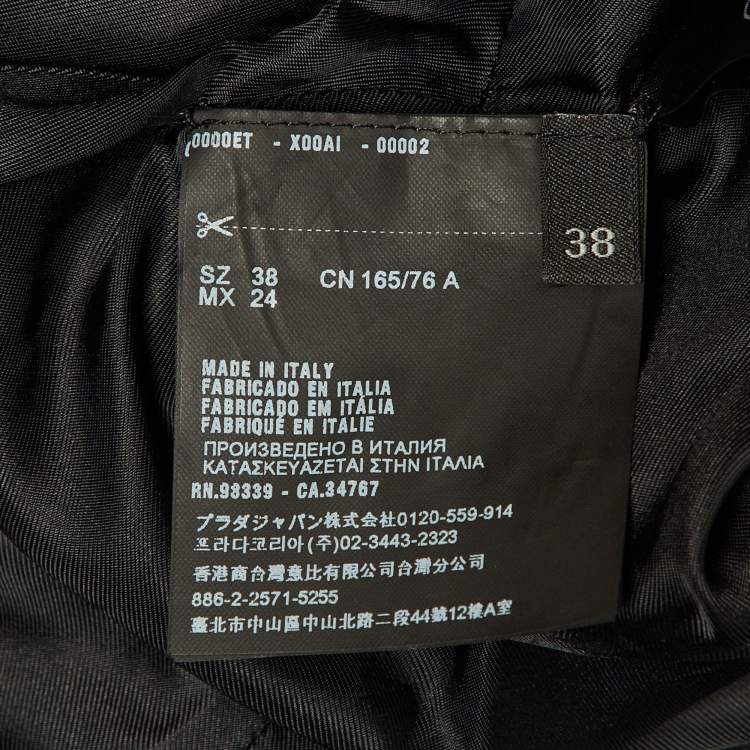 0000ET - X00AI - 00002
38
SZ 38 CN 165/76 A
MX 24
MADE IN ITALY
FABRICADO EN ITALIA
FABRICADO EM ITÁLIA
FABRIQUÉ EN ITALIE
ПРОИЗВЕДЕНО В ИТАЛИЯ
ΚΑΤΑΣΚΕΥΑΖΕΤΑΙ ΣΤΗΝ ΙΤΑΛΙΑ
RN.93339 - CA.34767
プラダジャパン株式会社0120-559-914
프라다코리아(주)02-3443-2323
香港商台灣意比有限公司台灣分公司
886-2-2571-5255
臺北市中山區中山北路二段44號12樓A室